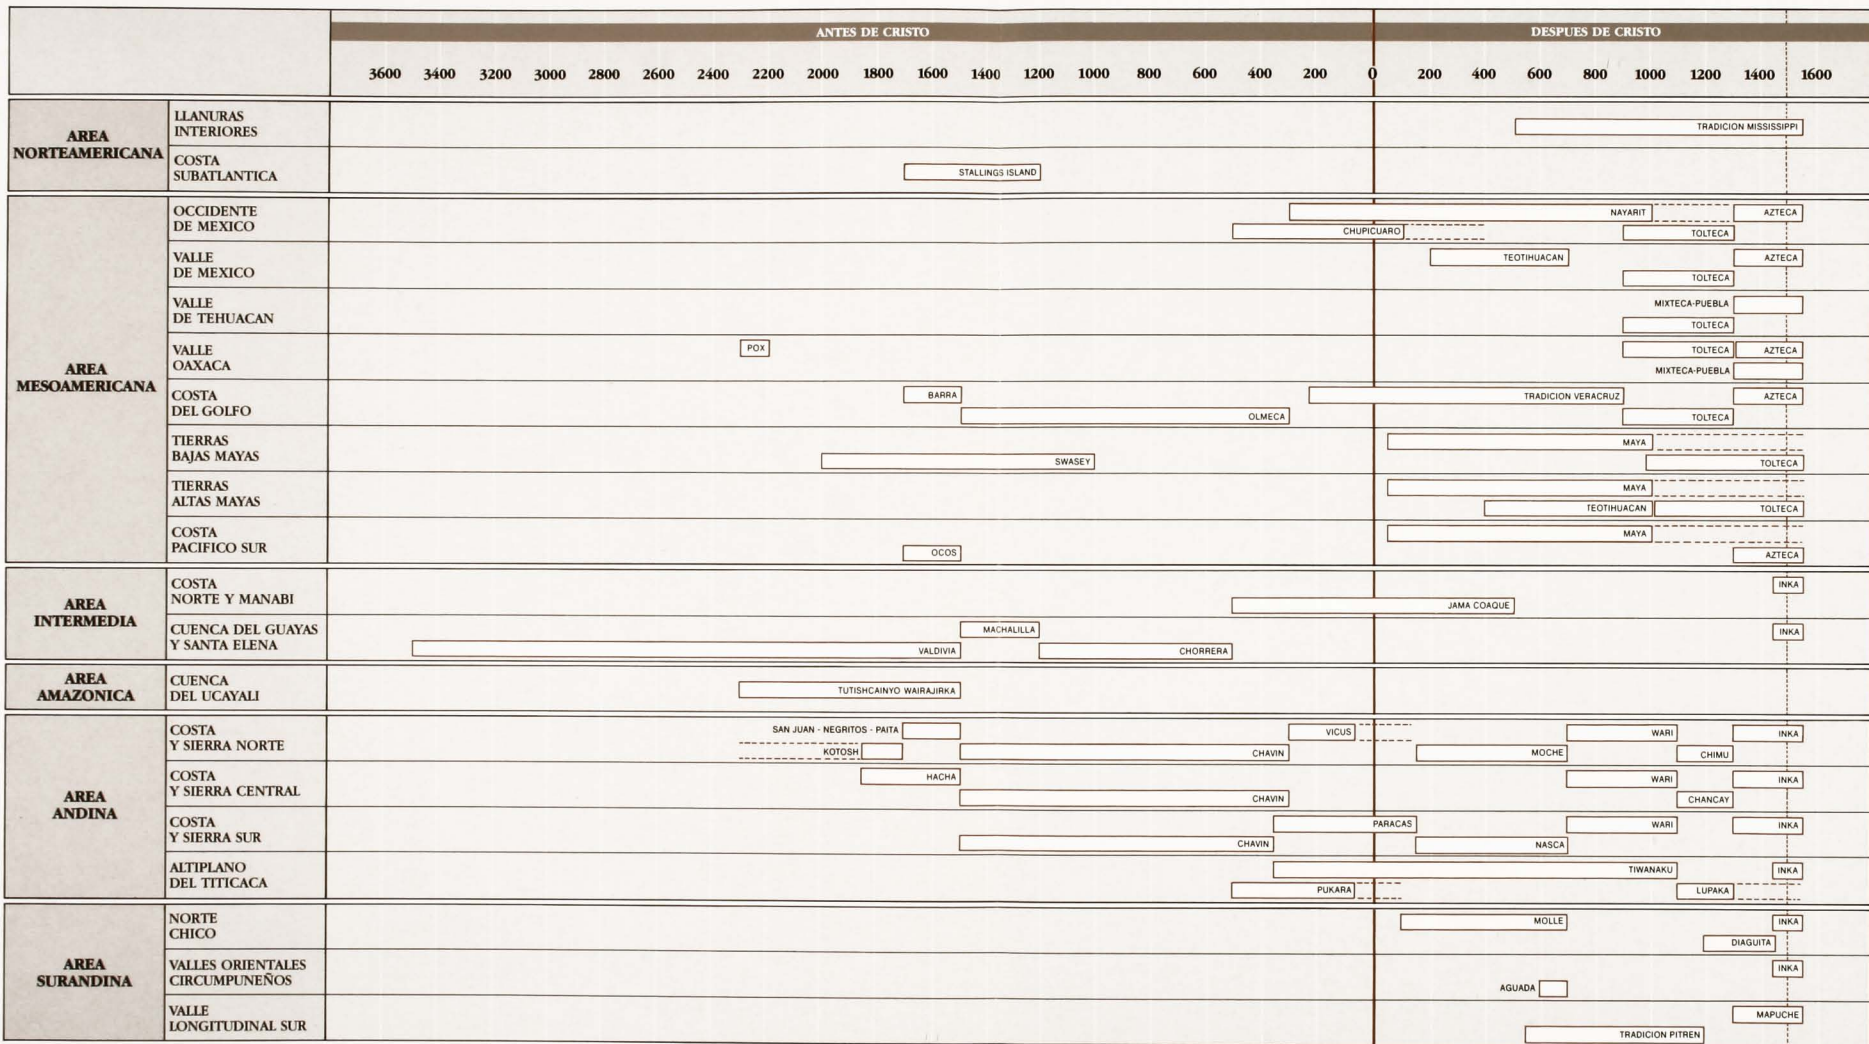 ANTES DE CRISTO DESPUES DE CRISTO
3600 3400 3200 3000 2800 2600 2400 2200 2000 1800 1600 1400 1200 1000 800 600 400 200 0 200 400 600 800 1000 1200 1400 1600
AREA
NORTEAMERICANA
LLANURAS
INTERIORES
TRADICION MISSISSIPPI
COSTA
SUBATLANTICA
STALLINGS ISLAND
AREA
MESOAMERICANA
OCCIDENTE
DE MEXICO
NAYARIT AZTECA
CHUPICUARO TOLTECA
VALLE
DE MEXICO
TEOTIHUACAN AZTECA
TOLTECA
VALLE
DE TEHUACAN
MIXTECA-PUEBLA
TOLTECA
VALLE
OAXACA
POX TOLTECA AZTECA
MIXTECA-PUEBLA
COSTA
DEL GOLFO
BARRA TRADICION VERACRUZ AZTECA
OLMECA TOLTECA
TIERRAS
BAJAS MAYAS
MAYA
SWASEY TOLTECA
TIERRAS
ALTAS MAYAS
MAYA
TEOTIHUACAN TOLTECA
COSTA
PACIFICO SUR
MAYA
OCOS AZTECA
AREA
INTERMEDIA
COSTA
NORTE Y MANABI
INKA
JAMA COAQUE
CUENCA DEL GUAYAS
Y SANTA ELENA
MACHALILLA INKA
VALDIVIA CHORRERA
AREA
AMAZONICA
CUENCA
DEL UCAYALI
TUTISHCAINYO WAIRAJIRKA
AREA
ANDINA
COSTA
Y SIERRA NORTE
SAN JUAN - NEGRITOS - PAITA VICUS WARI INKA
KOTOSH CHAVIN MOCHE CHIMU
COSTA
Y SIERRA CENTRAL
HACHA WARI INKA
CHAVIN CHANCAY
COSTA
Y SIERRA SUR
PARACAS WARI INKA
CHAVIN NASCA
ALTIPLANO
DEL TITICACA
TIWANAKU INKA
PUKARA LUPAKA
AREA
SURANDINA
NORTE
CHICO
MOLLE INKA
DIAGUITA
VALLES ORIENTALES
CIRCUMPUNEÑOS
INKA
AGUADA
VALLE
LONGITUDINAL SUR
MAPUCHE
TRADICION PITREN